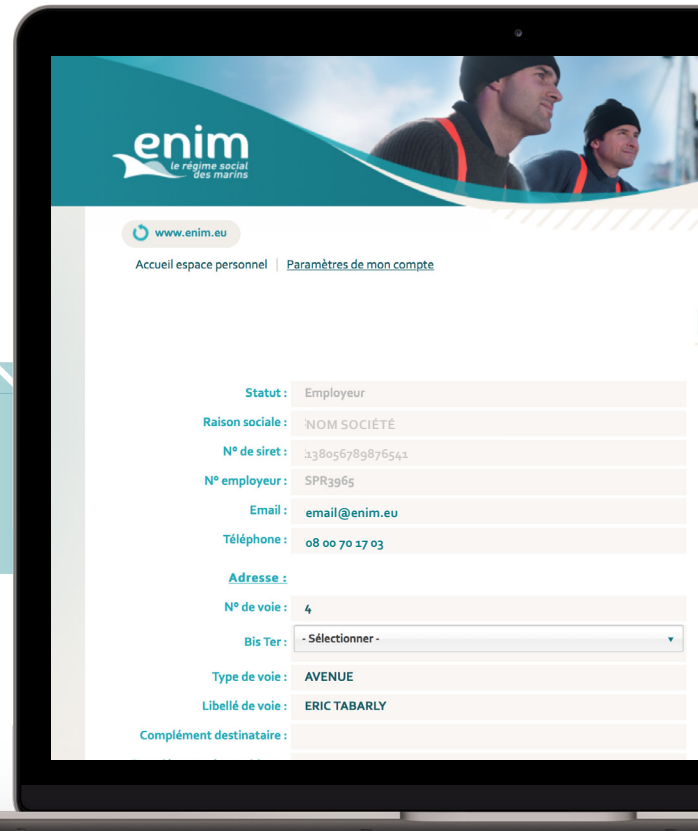 enim
le régime social
des marins
www.enim.eu
Accueil espace personnel | Paramètres de mon compte
Statut : Employeur
Raison sociale : NOM SOCIÉTÉ
N° de siret : 138056789876541
N° employeur : SPR3965
Email : email@enim.eu
Téléphone : 08 00 70 17 03
Adresse :
N° de voie : 4
Bis Ter : - Sélectionner -
Type de voie : AVENUE
Libellé de voie : ERIC TABARLY
Complément destinataire :